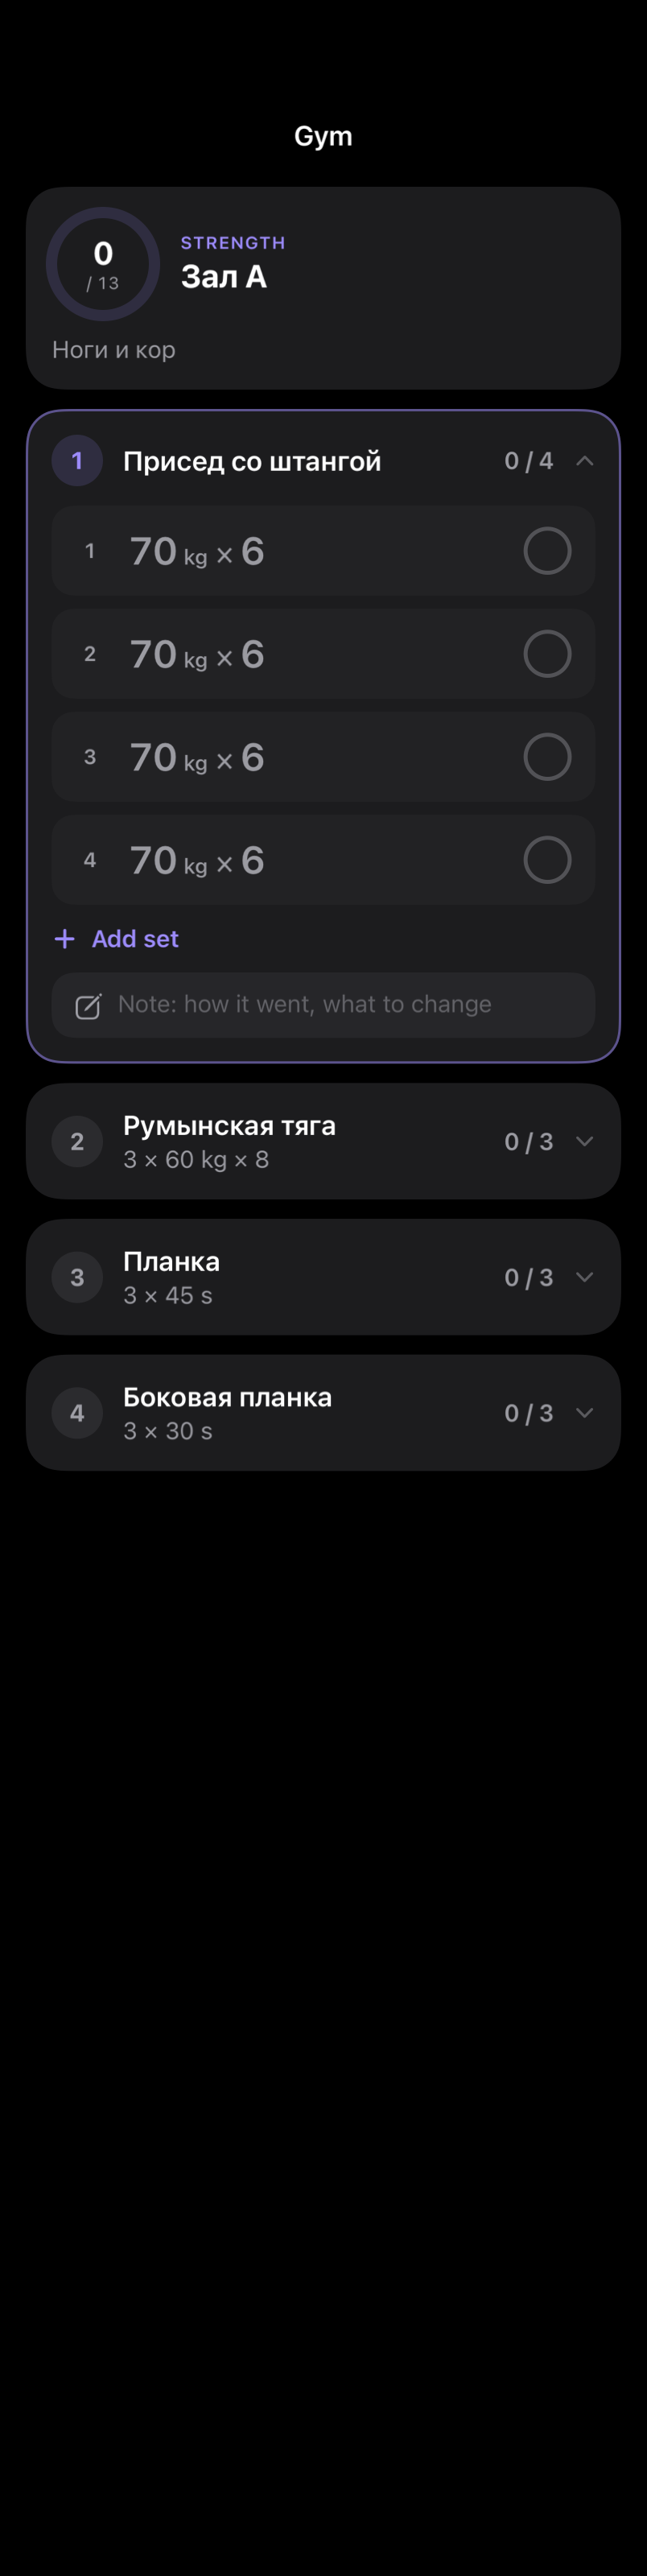 Gym
0
/ 13
STRENGTH
Зал А
Ноги и кор
1 Присед со штангой 0 / 4
1 70 kg × 6
2 70 kg × 6
3 70 kg × 6
4 70 kg × 6
+ Add set
Note: how it went, what to change
2 Румынская тяга 0 / 3
3 × 60 kg × 8
3 Планка 0 / 3
3 × 45 s
4 Боковая планка 0 / 3
3 × 30 s